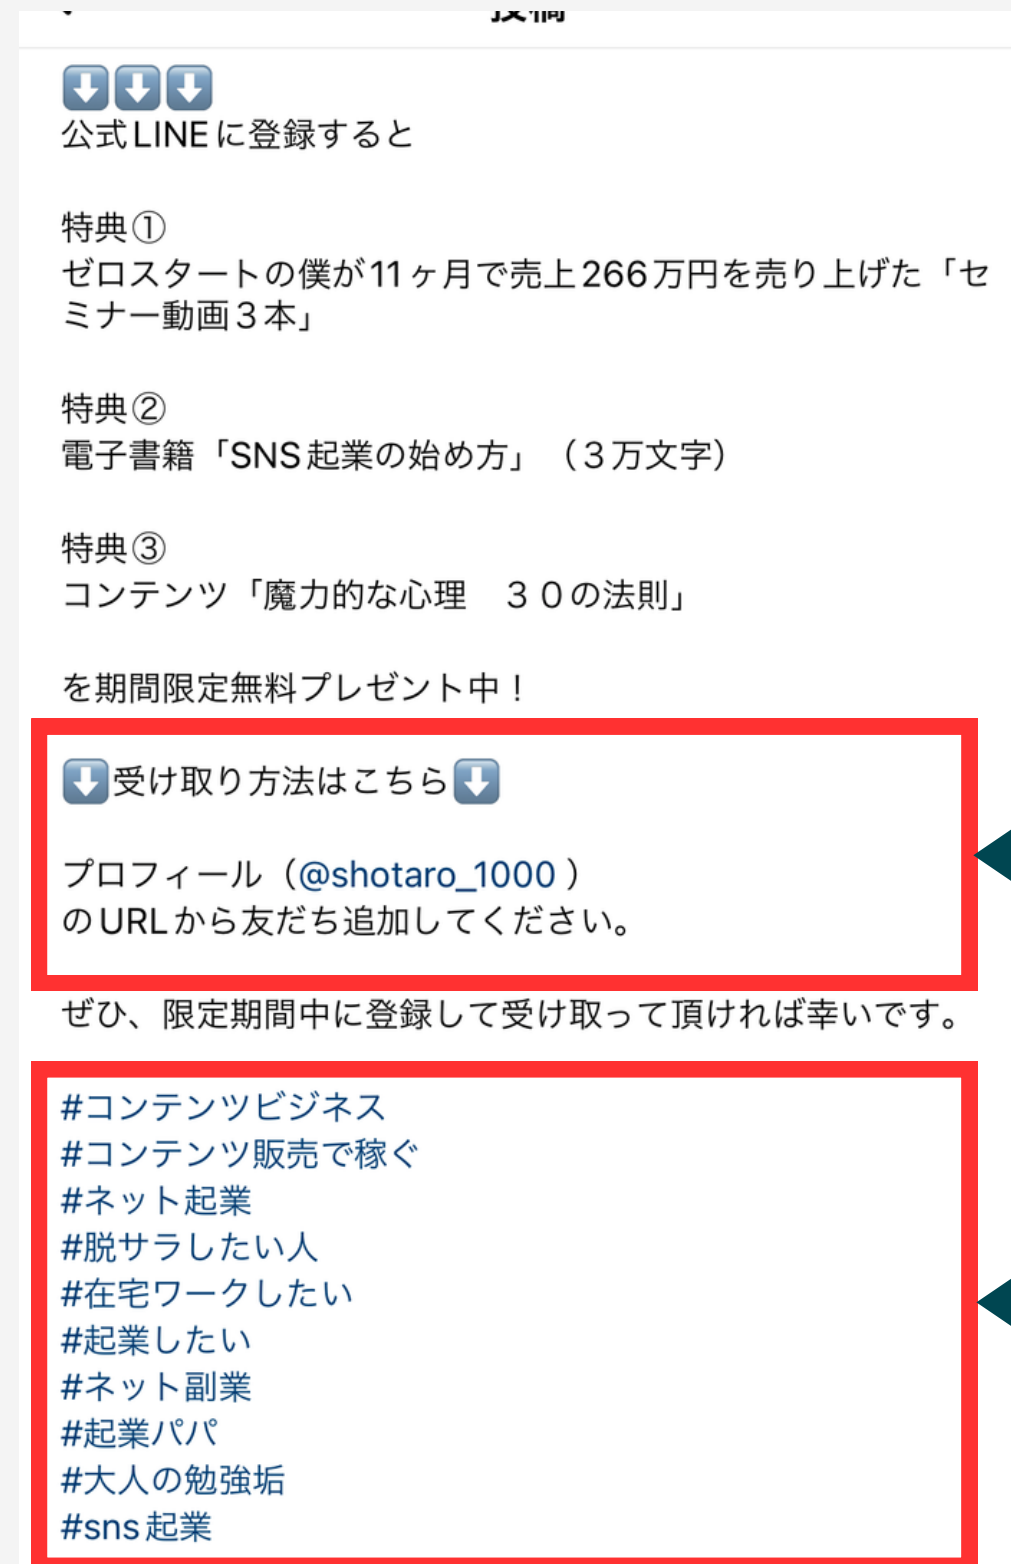 投稿
⬇️⬇️⬇️
公式LINEに登録すると
特典①
ゼロスタートの僕が11ヶ月で売上266万円を売り上げた「セ
ミナー動画３本」
特典②
電子書籍「SNS起業の始め方」（３万文字）
特典③
コンテンツ「魔力的な心理　３０の法則」
を期間限定無料プレゼント中！
⬇️受け取り方法はこちら⬇️
プロフィール（@shotaro_1000 ）
のURLから友だち追加してください。
ぜひ、限定期間中に登録して受け取って頂ければ幸いです。
#コンテンツビジネス
#コンテンツ販売で稼ぐ
#ネット起業
#脱サラしたい人
#在宅ワークしたい
#起業したい
#ネット副業
#起業パパ
#大人の勉強垢
#sns起業